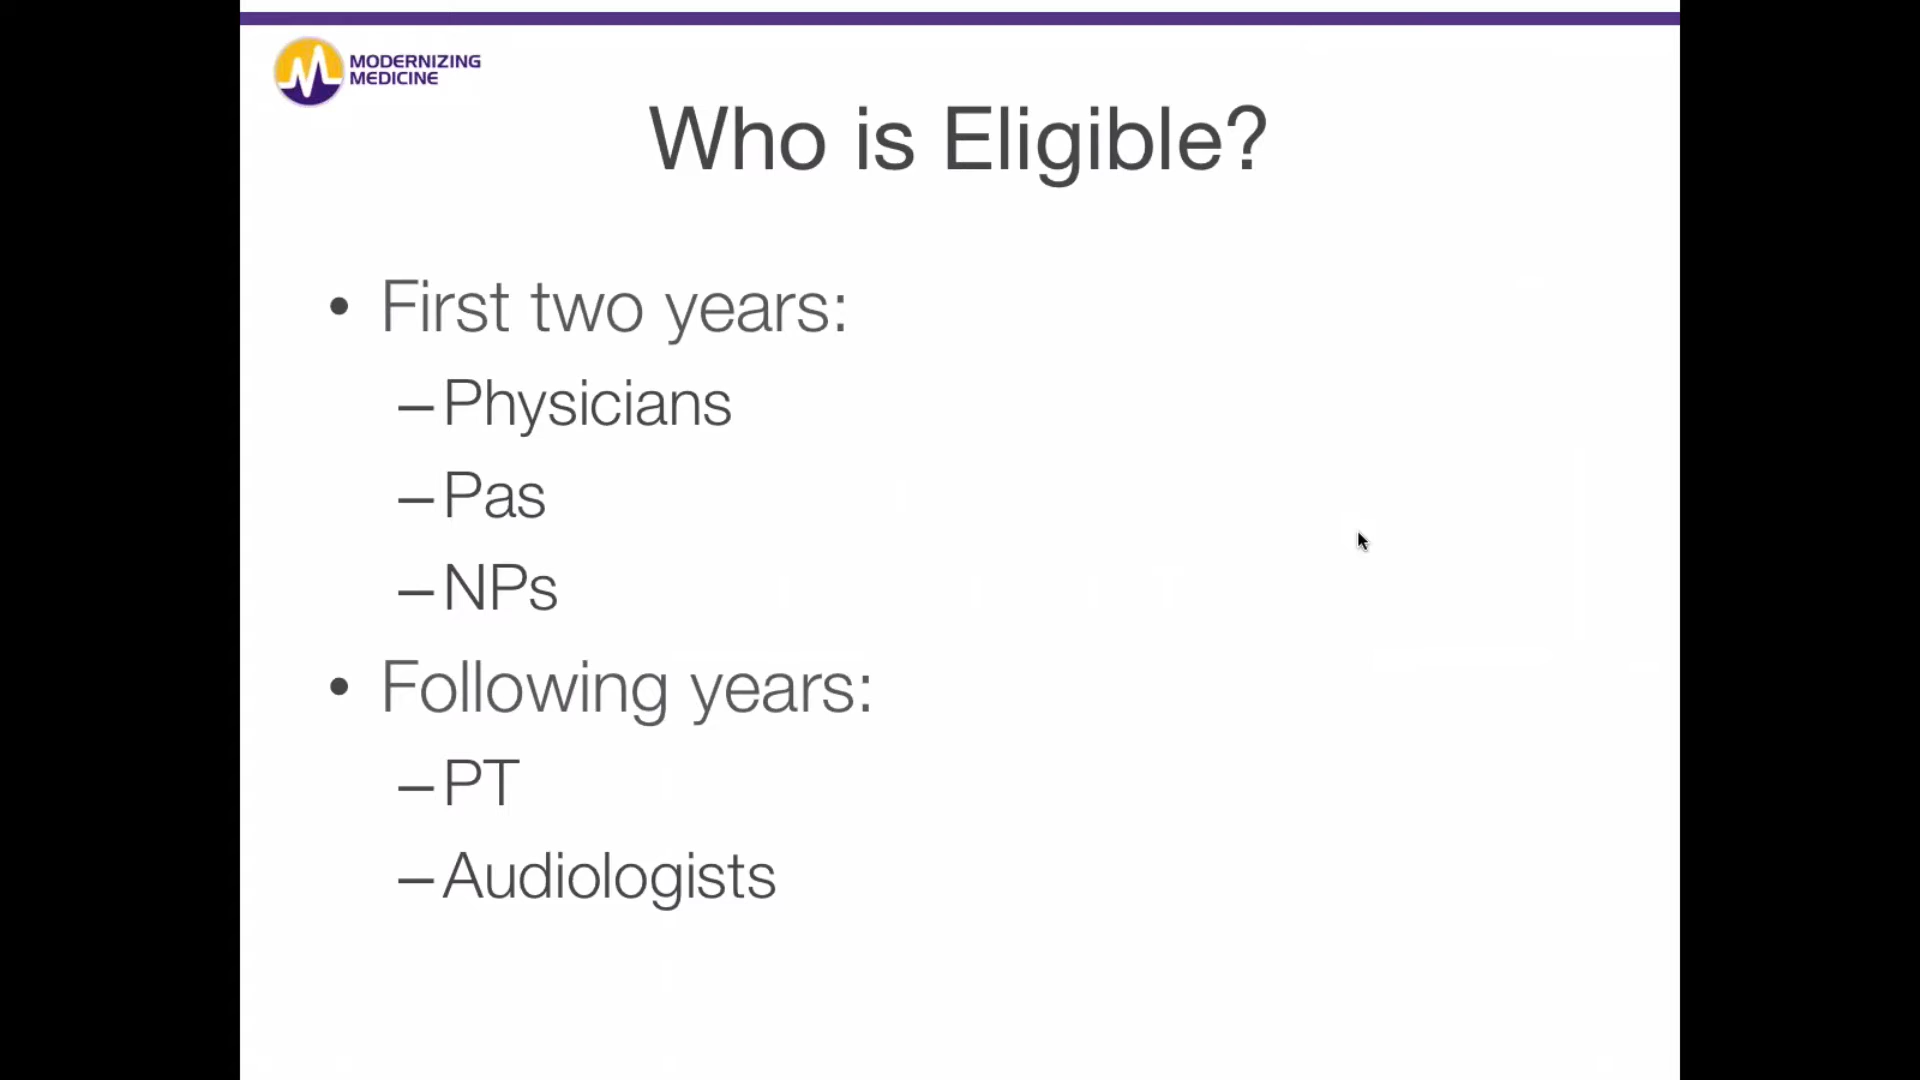 MODERNIZING
MEDICINE
Who is Eligible?
• First two years:
–Physicians
–Pas
–NPs
• Following years:
–PT
–Audiologists